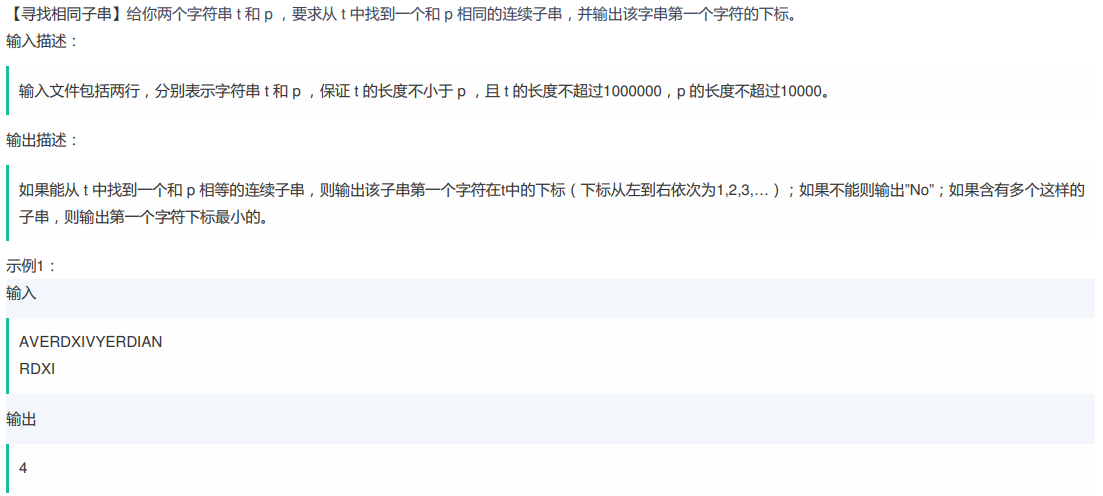 【寻找相同子串】给你两个字符串 t 和 p ，要求从 t 中找到一个和 p 相同的连续子串，并输出该字串第一个字符的下标。
输入描述：
输入文件包括两行，分别表示字符串 t 和 p ，保证 t 的长度不小于 p ，且 t 的长度不超过1000000，p 的长度不超过10000。
输出描述：
如果能从 t 中找到一个和 p 相等的连续子串，则输出该子串第一个字符在t中的下标（下标从左到右依次为1,2,3,…）；如果不能则输出”No”；如果含有多个这样的
子串，则输出第一个字符下标最小的。
示例1：
输入
AVERDXIVYERDIAN
RDXI
输出
4